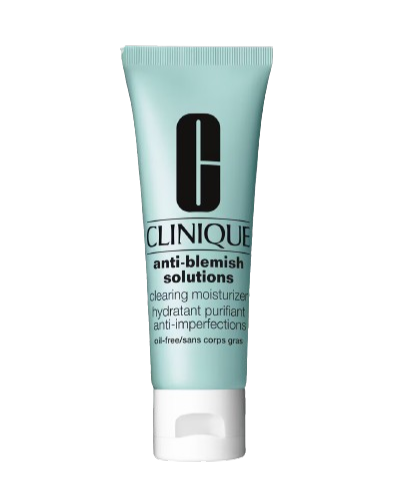 C
CLINIQUE
anti-blemish
solutions
clearing moisturizer
hydratant purifiant
anti-imperfections
oil-free/sans corps gras